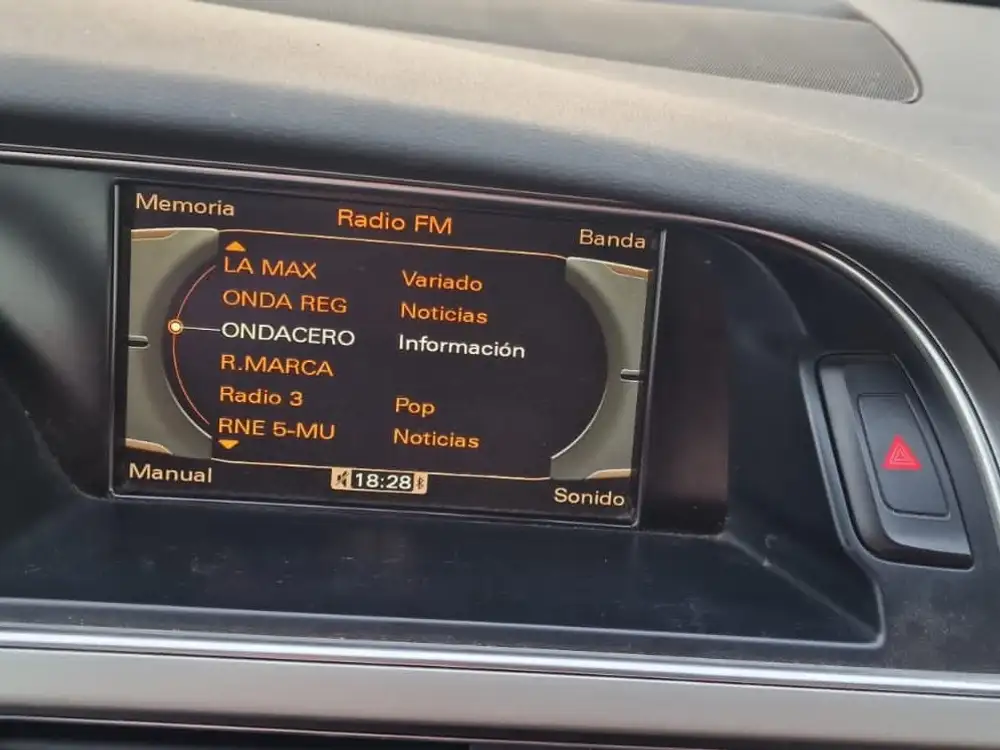 Memoria
Radio FM
Banda
LA MAX Variado
ONDA REG Noticias
ONDACERO Información
R.MARCA
Radio 3 Pop
RNE 5-MU Noticias
Manual
18:28
Sonido